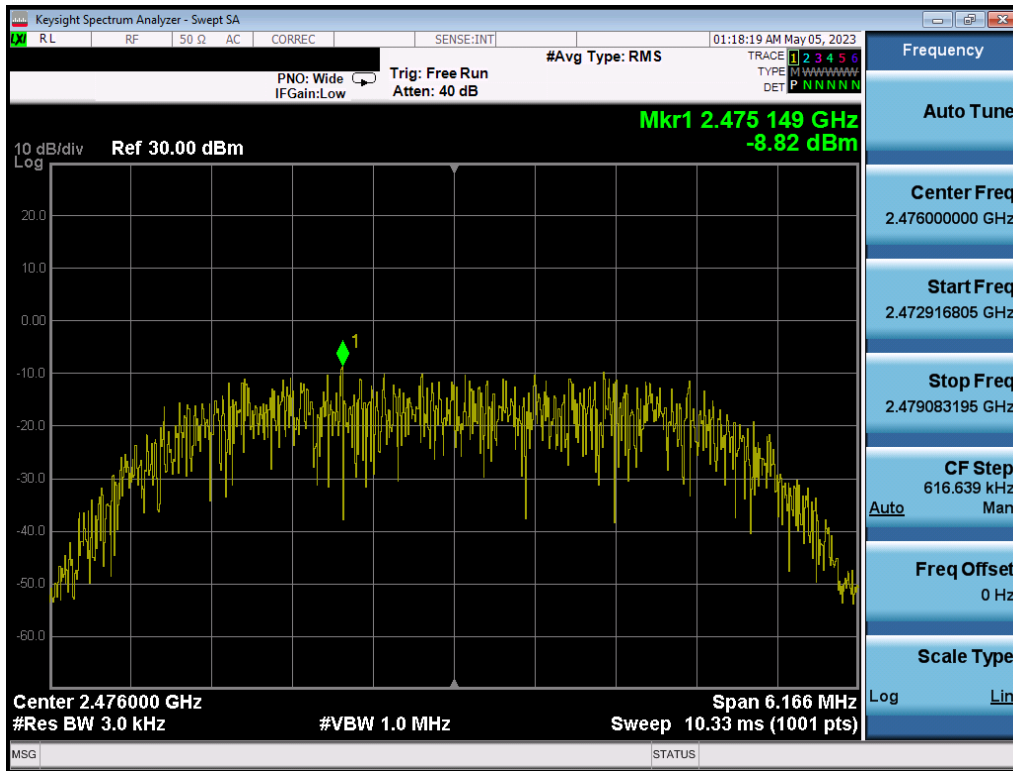 Keysight Spectrum Analyzer - Swept SA
LXI RL RF 50 Ω AC CORREC SENSE:INT 01:18:19 AM May 05, 2023
PNO: Wide
IFGain:Low
Trig: Free Run
Atten: 40 dB
#Avg Type: RMS
TRACE 1 2 3 4 5 6
TYPE M W W W W W
DET P N N N N N
Mkr1 2.475 149 GHz
-8.82 dBm
10 dB/div Ref 30.00 dBm
Log
20.0
10.0
0.00
-10.0
-20.0
-30.0
-40.0
-50.0
-60.0
1
Center 2.476000 GHz Span 6.166 MHz
#Res BW 3.0 kHz #VBW 1.0 MHz Sweep 10.33 ms (1001 pts)
MSG STATUS
Frequency
Auto Tune
Center Freq
2.476000000 GHz
Start Freq
2.472916805 GHz
Stop Freq
2.479083195 GHz
CF Step
616.639 kHz
Auto Man
Freq Offset
0 Hz
Scale Type
Log Lin